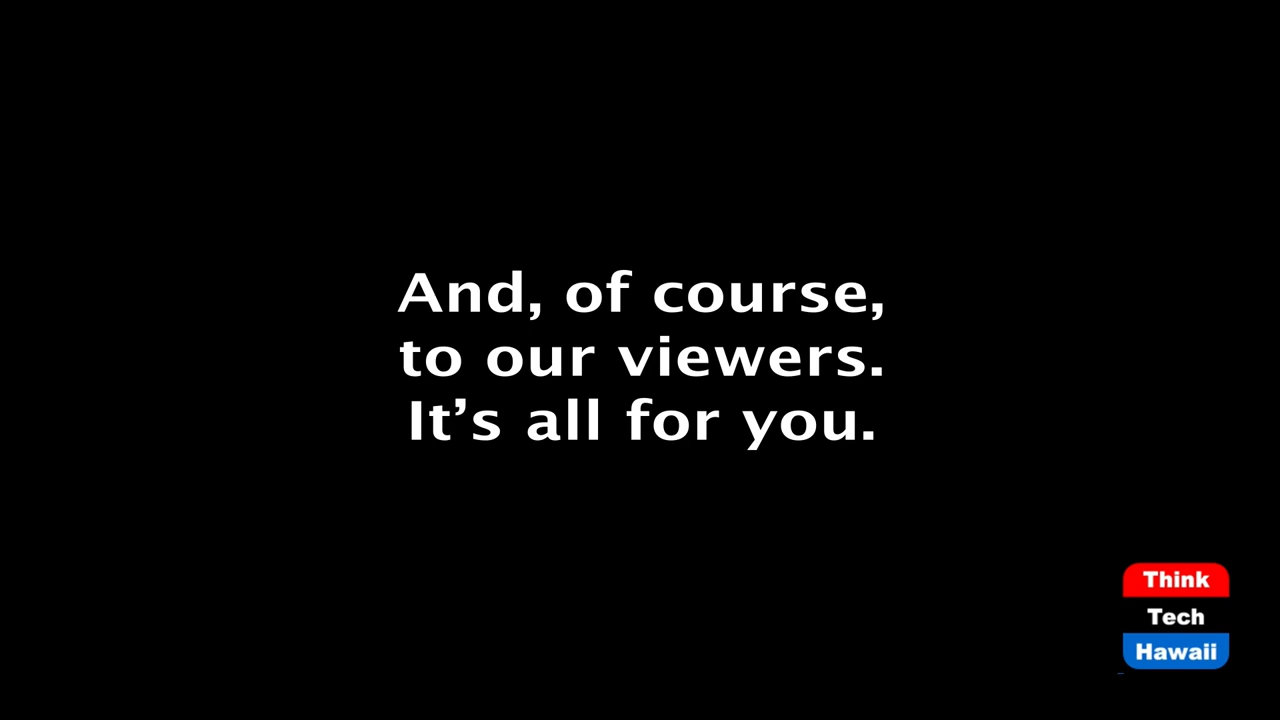 And, of course,
to our viewers.
It’s all for you.
Think
Tech
Hawaii